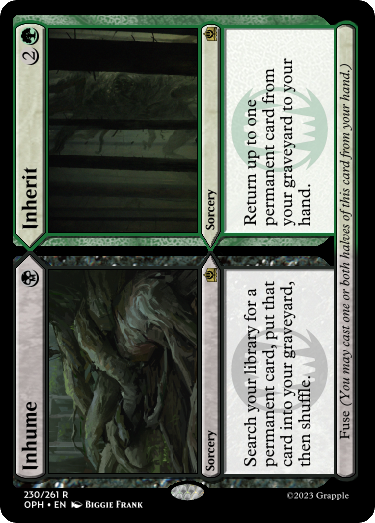 Inhume
Sorcery
Search your library for a
permanent card, put that
card into your graveyard,
then shuffle.
Inherit 2
Sorcery
Return up to one
permanent card from
your graveyard to your
hand.
Fuse (You may cast one or both halves of this card from your hand.)
230/261 R
OPH • EN Biggie Frank
©2023 Grapple